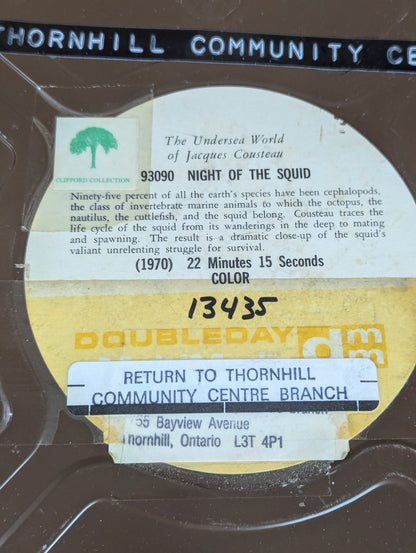 THORNHILL COMMUNITY CE
The Undersea World
of Jacques Cousteau
CLIFFORD COLLECTION
93090 NIGHT OF THE SQUID
Ninety-five percent of all the earth's species have been cephalopods,
the class of invertebrate marine animals to which the octopus, the
nautilus, the cuttlefish, and the squid belong. Cousteau traces the
life cycle of the squid from its wanderings in the deep to mating
and spawning. The result is a dramatic close-up of the squid's
valiant unrelenting struggle for survival.
(1970) 22 Minutes 15 Seconds
COLOR
13435
DOUBLEDAY
dmm
RETURN TO THORNHILL
COMMUNITY CENTRE BRANCH
Bayview Avenue
Thornhill, Ontario L3T 4P1